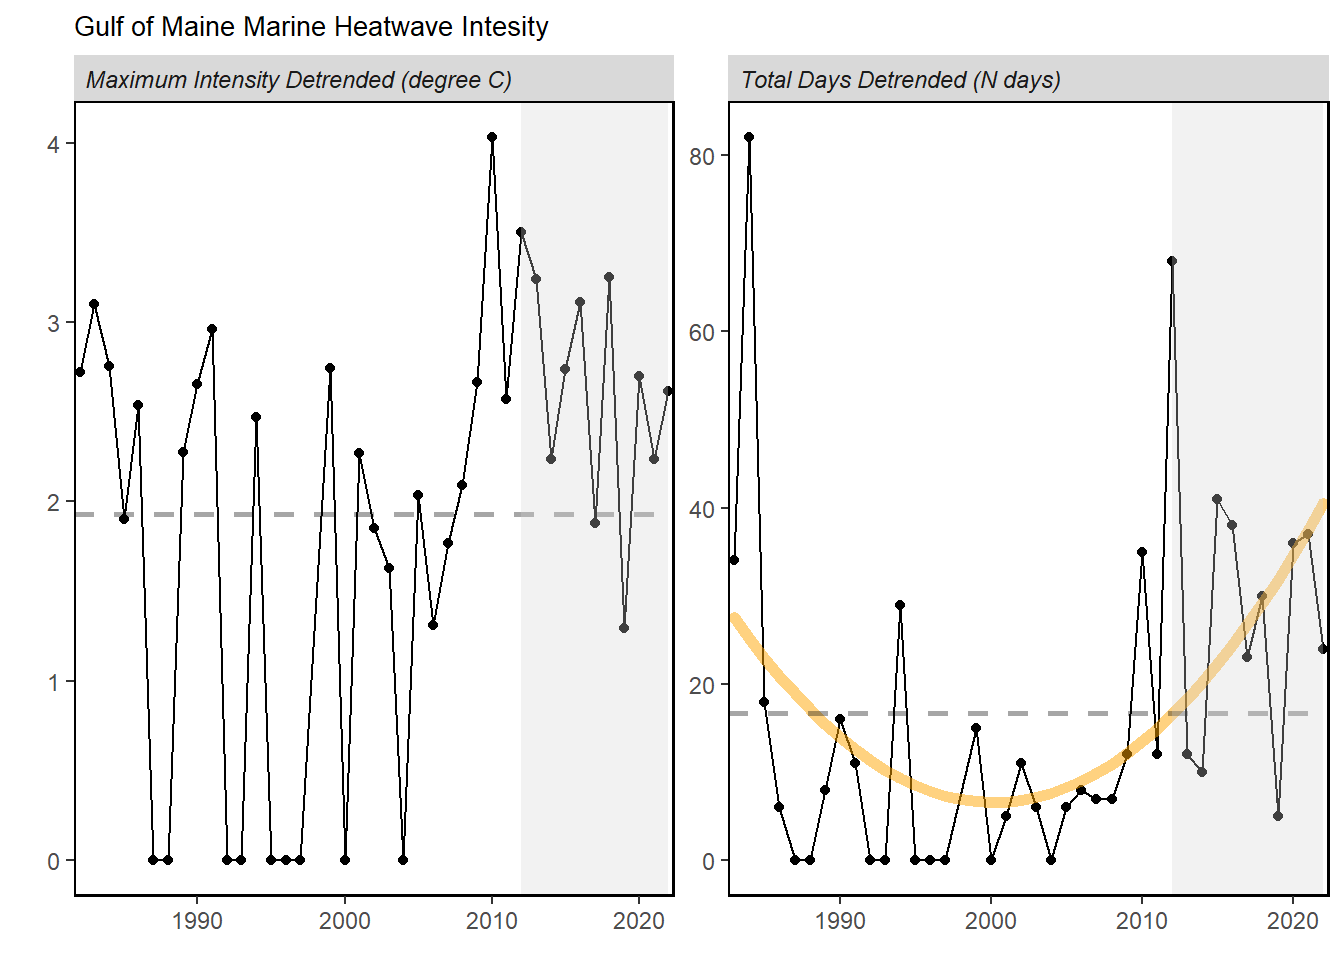 Gulf of Maine Marine Heatwave Intesity
Maximum Intensity Detrended (degree C)
Total Days Detrended (N days)
4
3
2
1
0
80
60
40
20
0
1990 2000 2010 2020
1990 2000 2010 2020